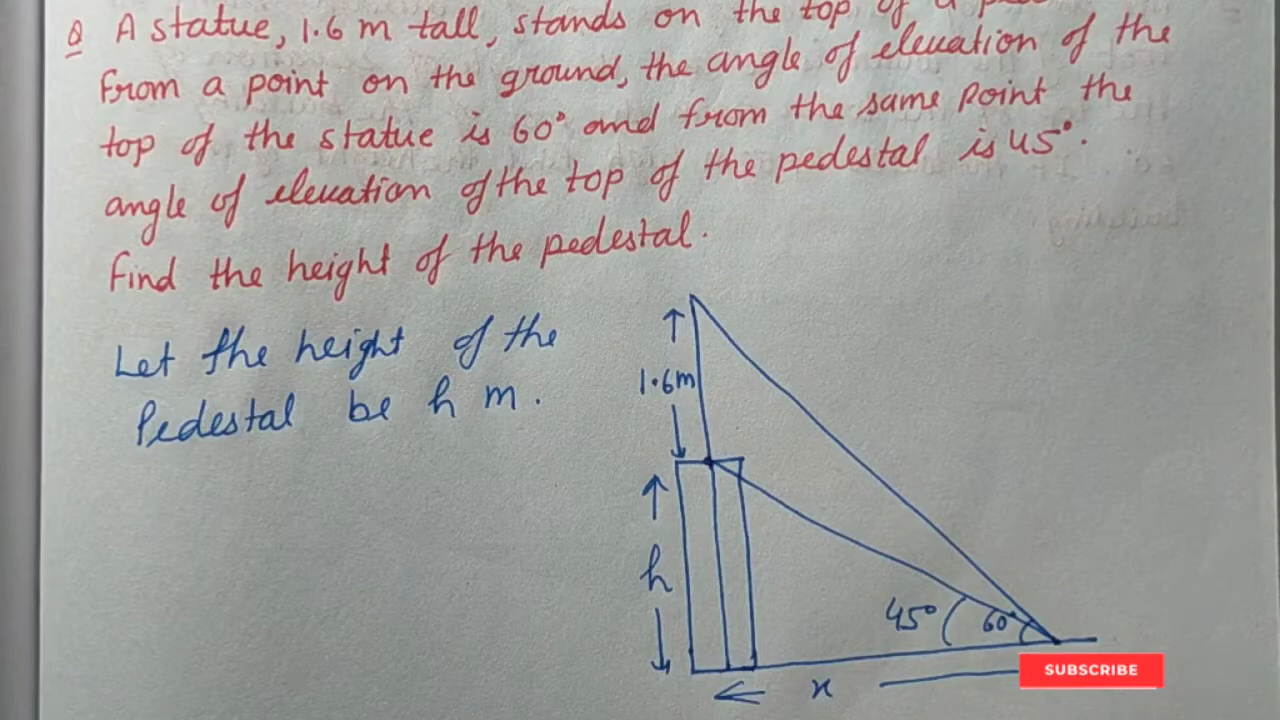 Q A statue, 1.6 m tall, stands on the top of a
From a point on the ground, the angle of elevation of the
top of the statue is 60° and from the same point the
angle of elevation of the top of the pedestal is 45°.
Find the height of the pedestal.
Let the height of the
Pedestal be h m.
1.6m
h
45° 60°
x
SUBSCRIBE